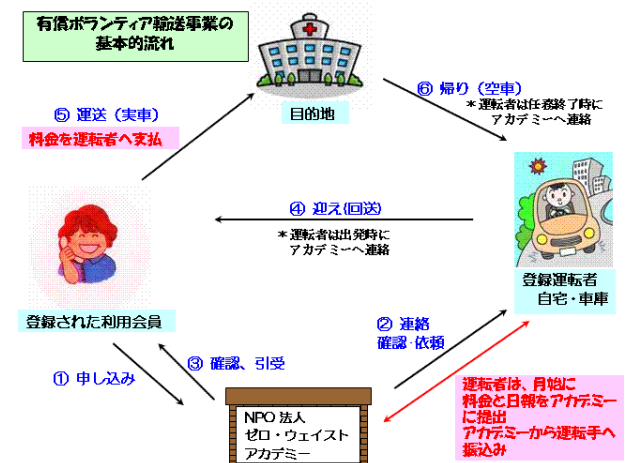 有償ボランティア輸送事業の
基本的流れ
目的地
⑥ 帰り（空車）
＊運転者は任務終了時に
アカデミーへ連絡
⑤ 運送（実車）
料金を運転者へ支払
④ 迎え(回送)
＊運転者は出発時に
アカデミーへ連絡
登録運転者
自宅・車庫
登録された利用会員
② 連絡
確認・依頼
③ 確認、引受
① 申し込み
運転者は、月始に
料金と日報をアカデミー
に提出
アカデミーから運転手へ
振込み
NPO 法人
ゼロ・ウェイスト
アカデミー